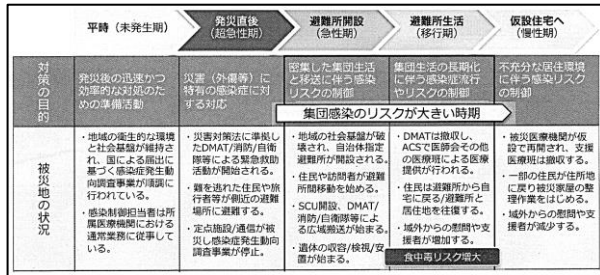 平時（未発生期）
発災直後
（超急性期）
避難所開設
（急性期）
避難所生活
（移行期）
仮設住宅へ
（慢性期）
対策の目的
発災後の迅速かつ
効率的な対処のた
めの準備活動
災害（外傷等）に
特有の感染症に対
する対応
密集した集団生活
と移送に伴う感染
リスクの制御
集団生活の長期化
に伴う感染症流行
やリスクの制御
不充分な居住環境
に伴う感染リスク
の制御
集団感染のリスクが大きい時期
被災地の状況
・地域の衛生的な環境
と社会基盤が維持さ
れ、国による届出に
基づく感染症発生動
向調査事業が順調に
行われている。
・感染制御担当者は所
属医療機関における
通常業務に従事して
いる。
・災害対策法に準拠し
たDMAT/消防/自衛
隊等による緊急救助
活動が開始される。
・難を逃れた住民や旅
行者等が側近の避難
場所に避難する。
・定点施設/通信が被
災し感染症発生動向
調査事業が停止。
・地域の社会基盤が破
壊され、自治体指定
避難所が開設される。
・住民や訪問者が避難
所間移動を始める。
・SCU開設、DMAT/
消防/自衛隊等によ
る広域搬送が始まる。
・遺体の収容/検視/安
置が始まる。
・DMATは撤収し、
ACSで医師会その他
の医療班による医療
提供が行われる。
・住民は避難所から自
宅に戻る/避難所と
居住地を往復する。
・域外からの慰問や支
援者が増加する。
食中毒リスク増大
・被災医療機関が仮設
で再開され、支援医
療班は撤収する。
・一部の住民が住所地
に戻り被災家屋の整
理作業をはじめる。
・域外からの慰問や支
援者が減少する。